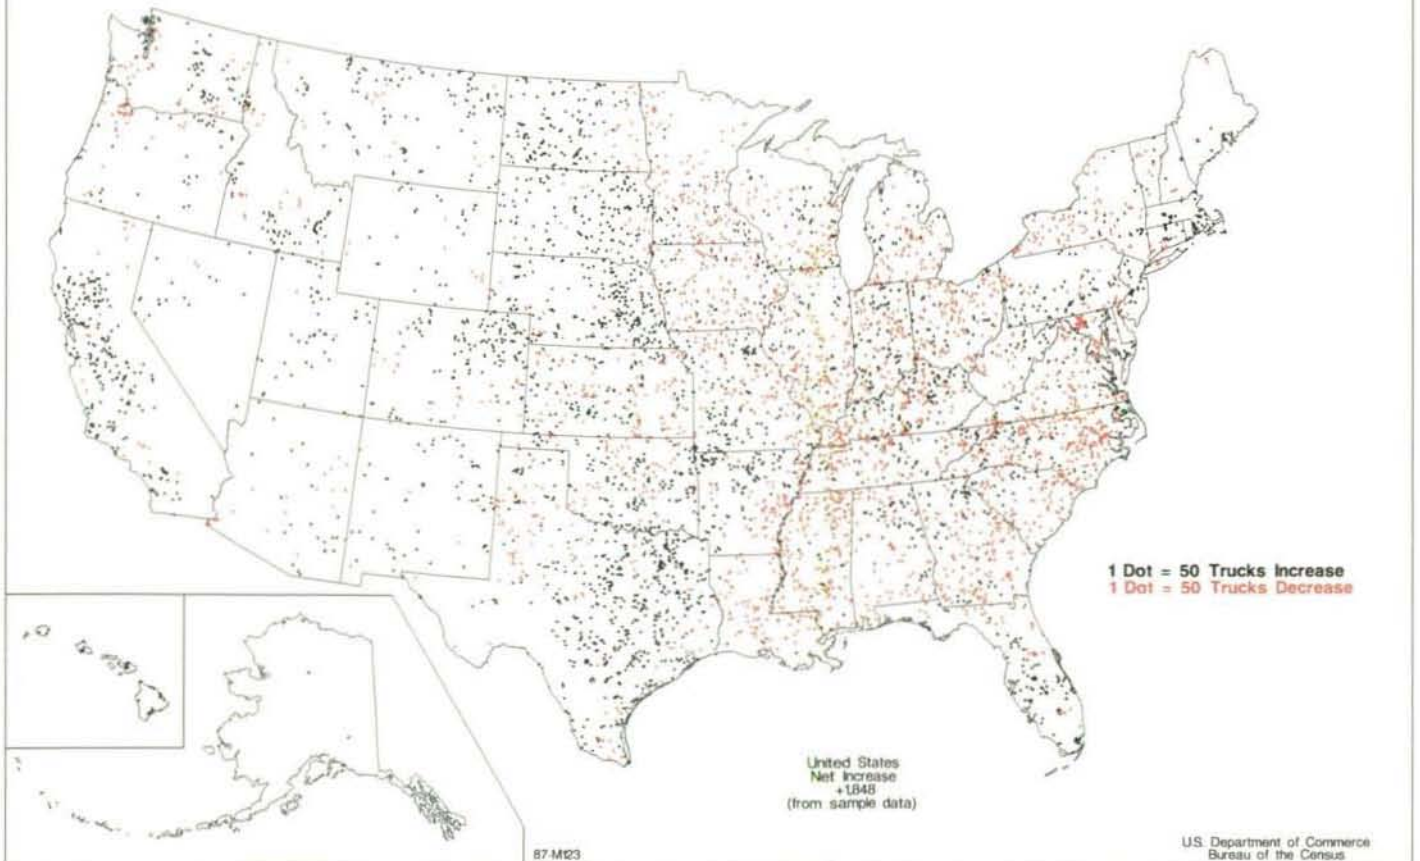 1 Dot = 50 Trucks Increase
1 Dot = 50 Trucks Decrease
United States
Net Increase
+1,848
(from sample data)
87-M123
U.S. Department of Commerce
Bureau of the Census